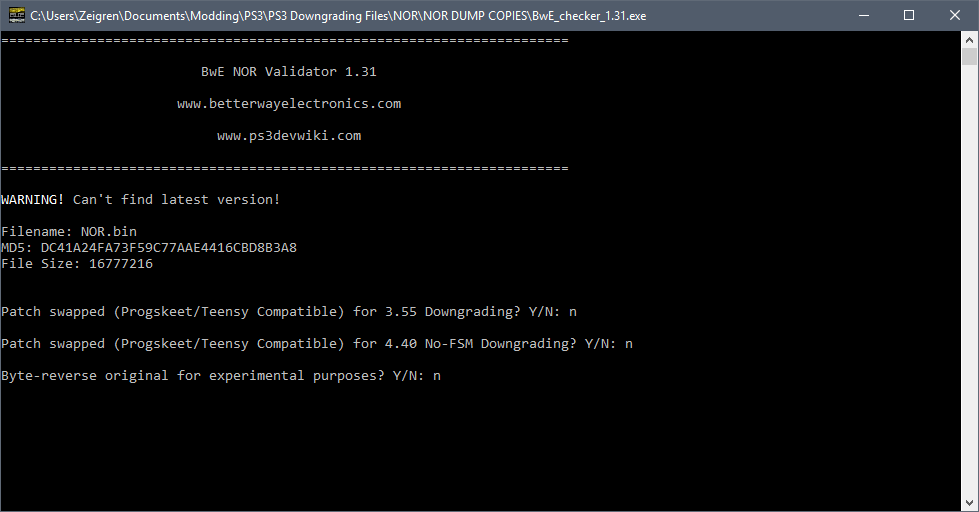 C:\Users\Zeigren\Documents\Modding\PS3\PS3 Downgrading Files\NOR\NOR DUMP COPIES\BwE_checker_1.31.exe
=======================================================================
BwE NOR Validator 1.31
www.betterwayelectronics.com
www.ps3devwiki.com
=======================================================================
WARNING! Can't find latest version!
Filename: NOR.bin
MD5: DC41A24FA73F59C77AAE4416CBD8B3A8
File Size: 16777216
Patch swapped (Progskeet/Teensy Compatible) for 3.55 Downgrading? Y/N: n
Patch swapped (Progskeet/Teensy Compatible) for 4.40 No-FSM Downgrading? Y/N: n
Byte-reverse original for experimental purposes? Y/N: n